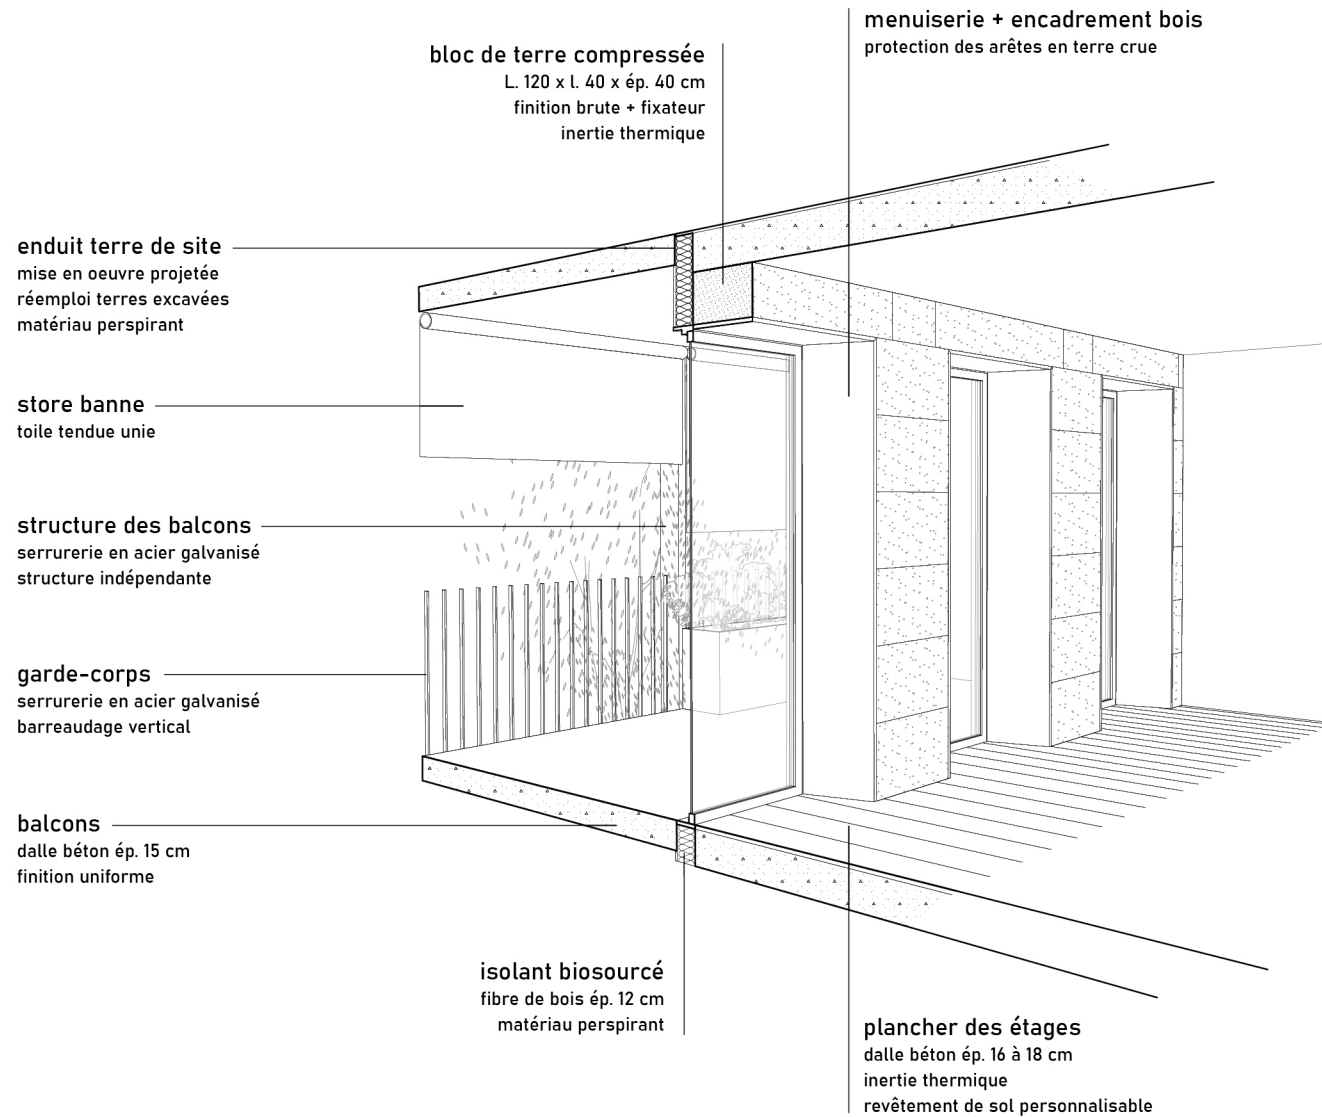 menuiserie + encadrement bois
protection des arêtes en terre crue
bloc de terre compressée
L. 120 x l. 40 x ép. 40 cm
finition brute + fixateur
inertie thermique
enduit terre de site
mise en oeuvre projetée
réemploi terres excavées
matériau perspirant
store banne
toile tendue unie
structure des balcons
serrurerie en acier galvanisé
structure indépendante
garde-corps
serrurerie en acier galvanisé
barreaudage vertical
balcons
dalle béton ép. 15 cm
finition uniforme
isolant biosourcé
fibre de bois ép. 12 cm
matériau perspirant
plancher des étages
dalle béton ép. 16 à 18 cm
inertie thermique
revêtement de sol personnalisable